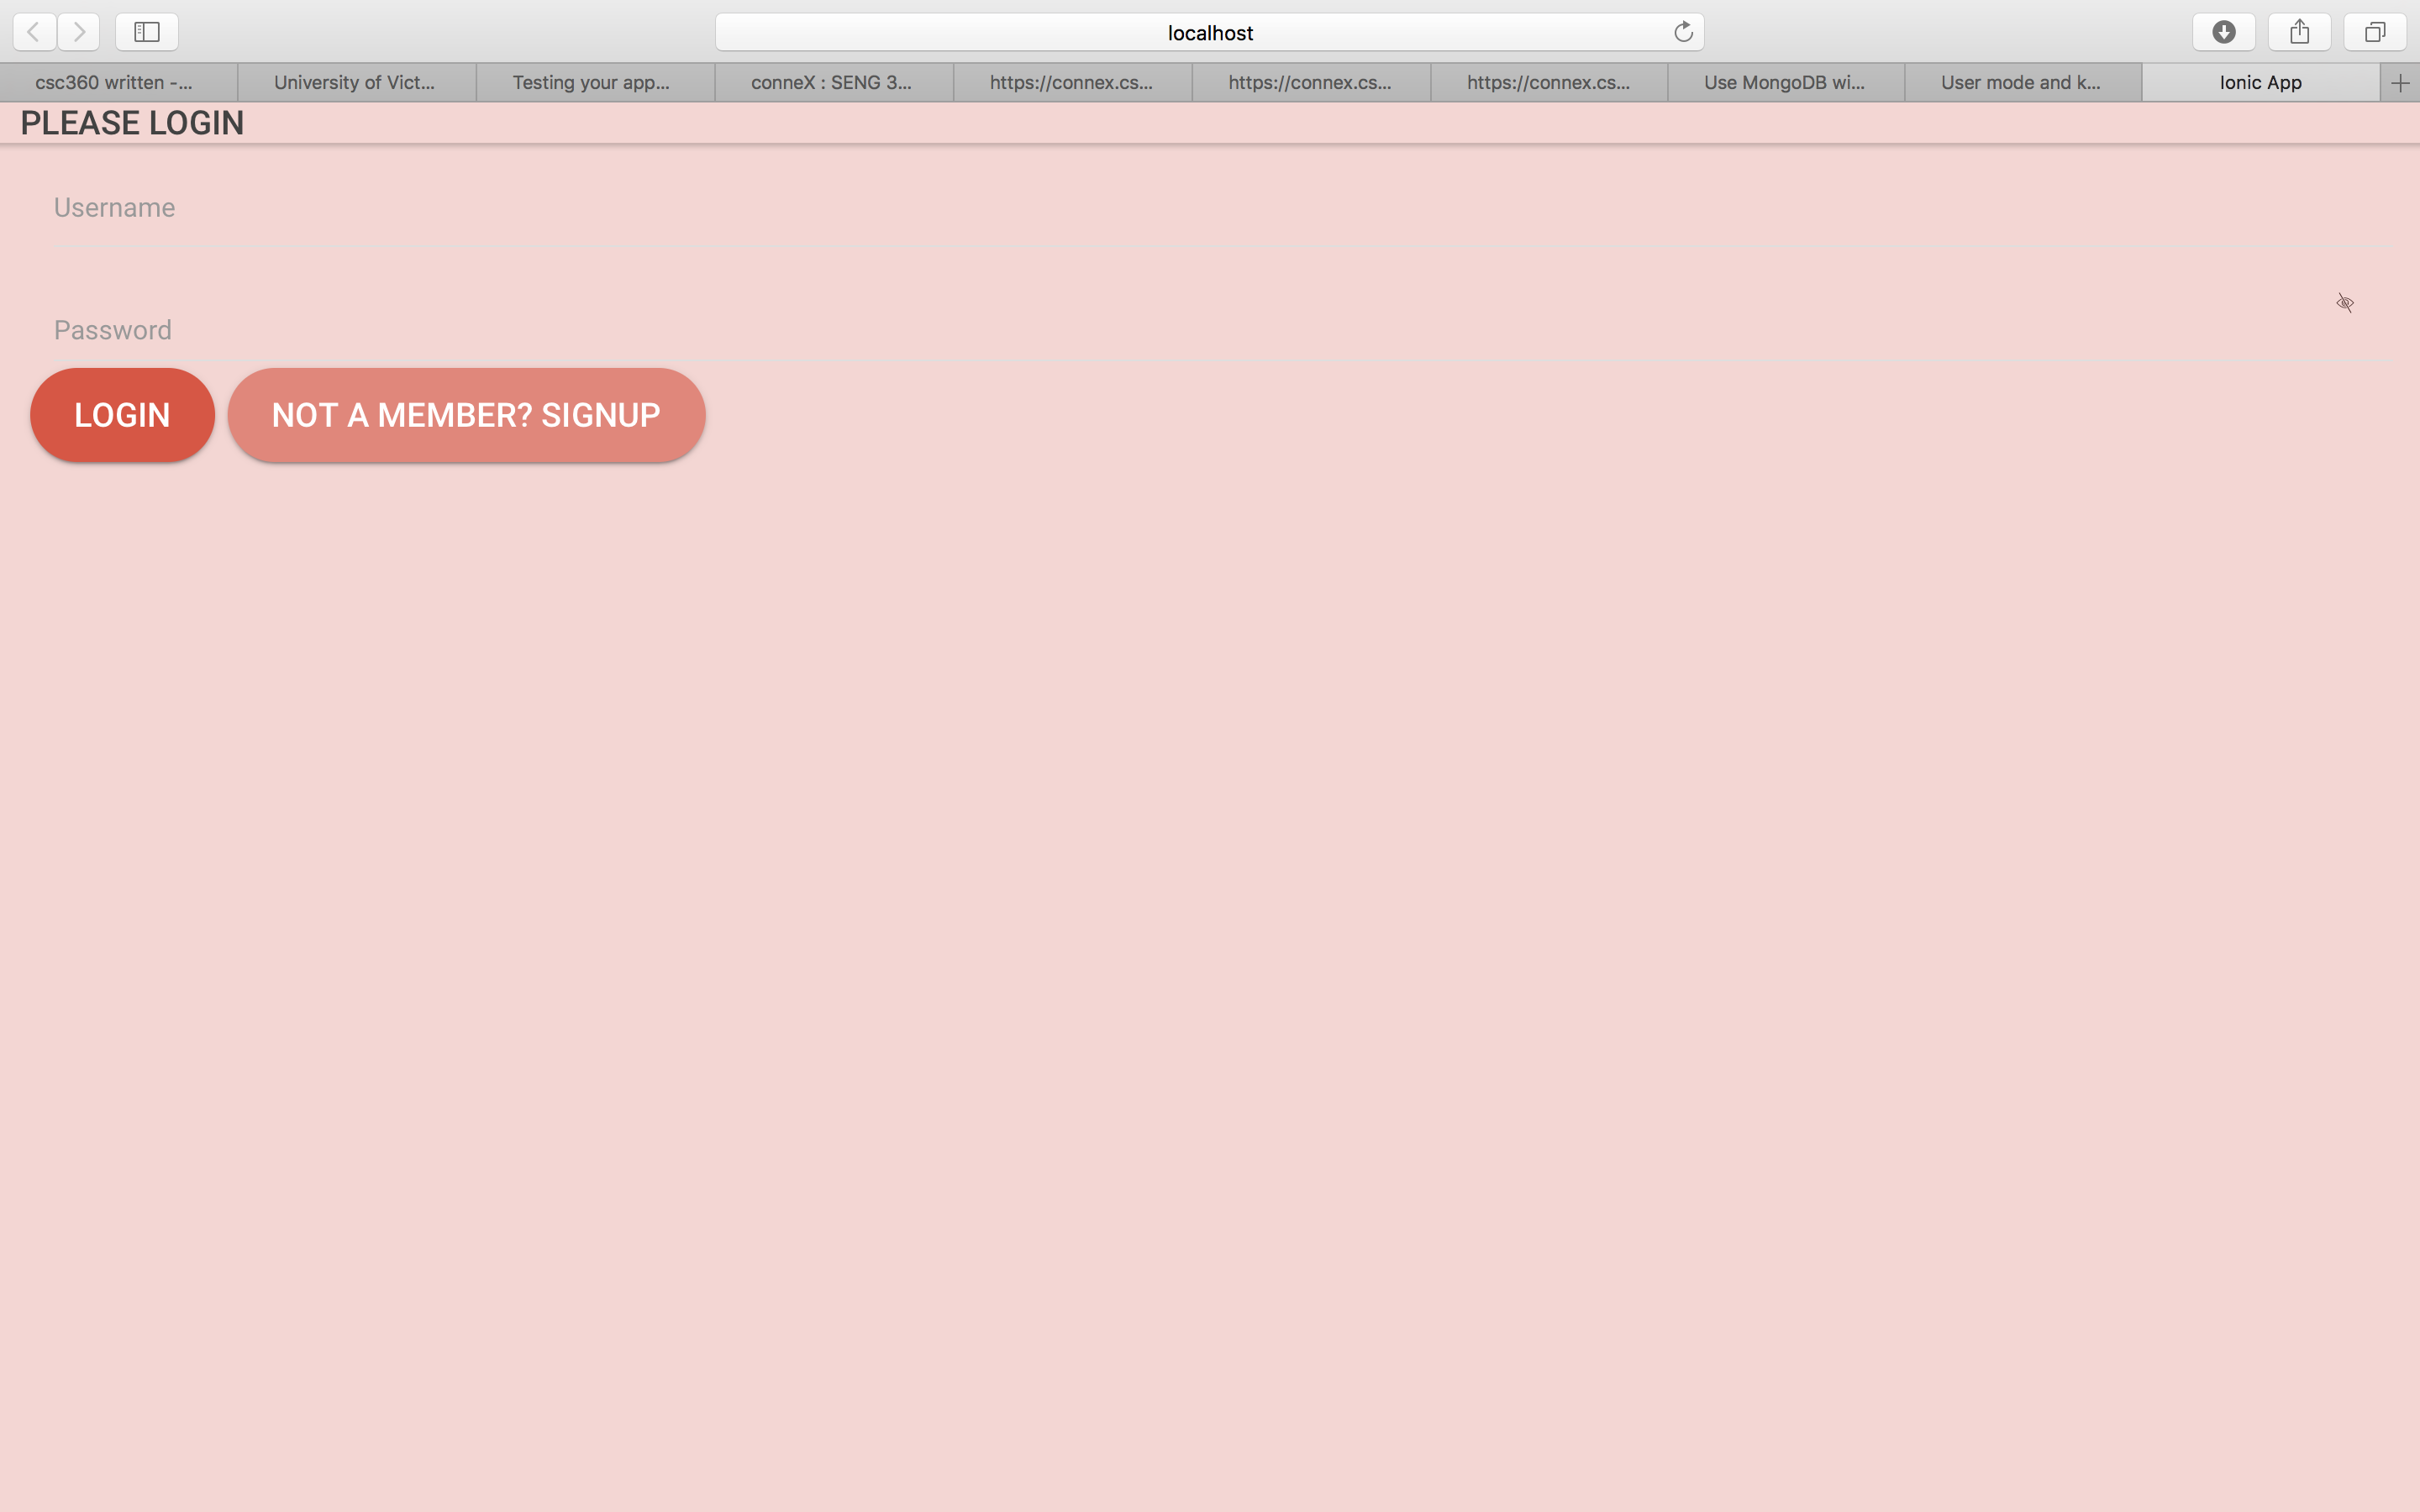 localhost
csc360 written -...
University of Vict...
Testing your app...
conneX : SENG 3...
https://connex.cs...
https://connex.cs...
https://connex.cs...
Use MongoDB wi...
User mode and k...
Ionic App
PLEASE LOGIN
Username
Password
LOGIN
NOT A MEMBER? SIGNUP